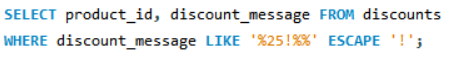 SELECT product_id, discount_message FROM discounts
WHERE discount_message LIKE '%25!%%' ESCAPE '!';